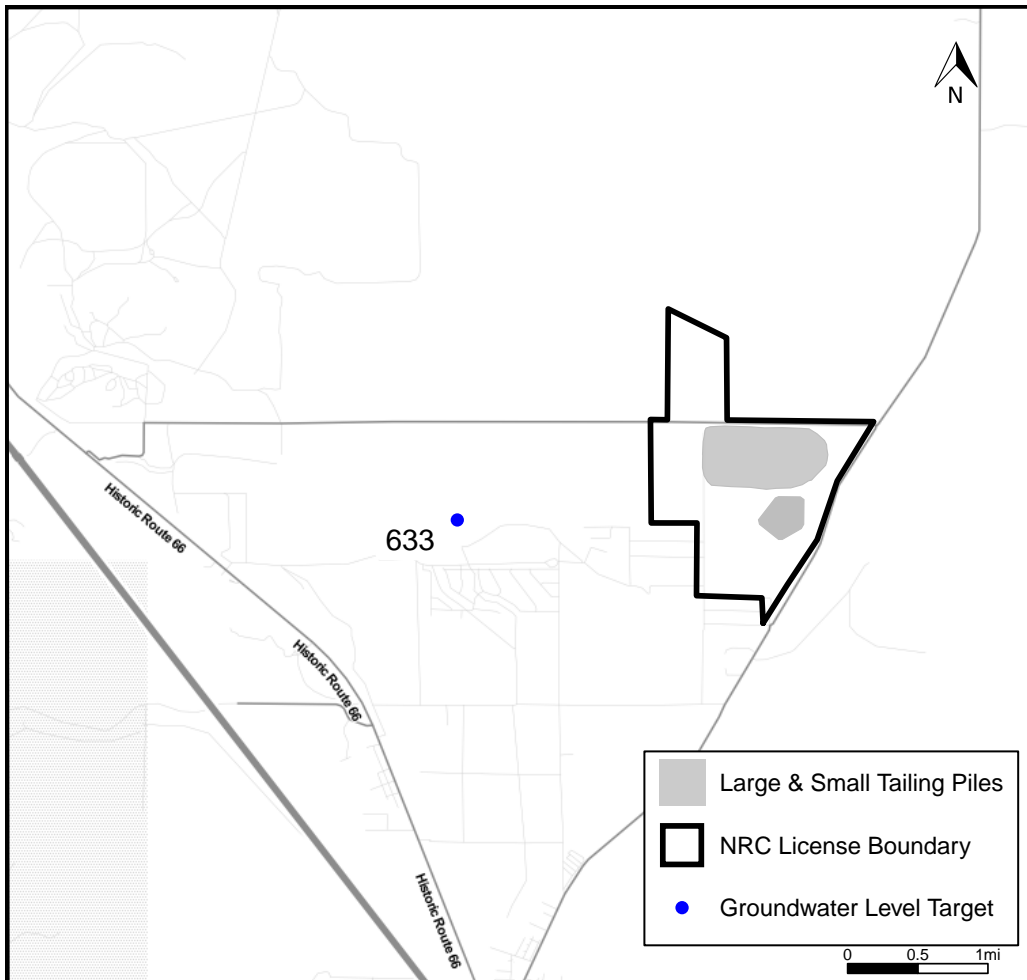 N
Historic Route 66
633
Historic Route 66
Large & Small Tailing Piles
NRC License Boundary
Historic Route 66
Groundwater Level Target
0 0.5 1mi